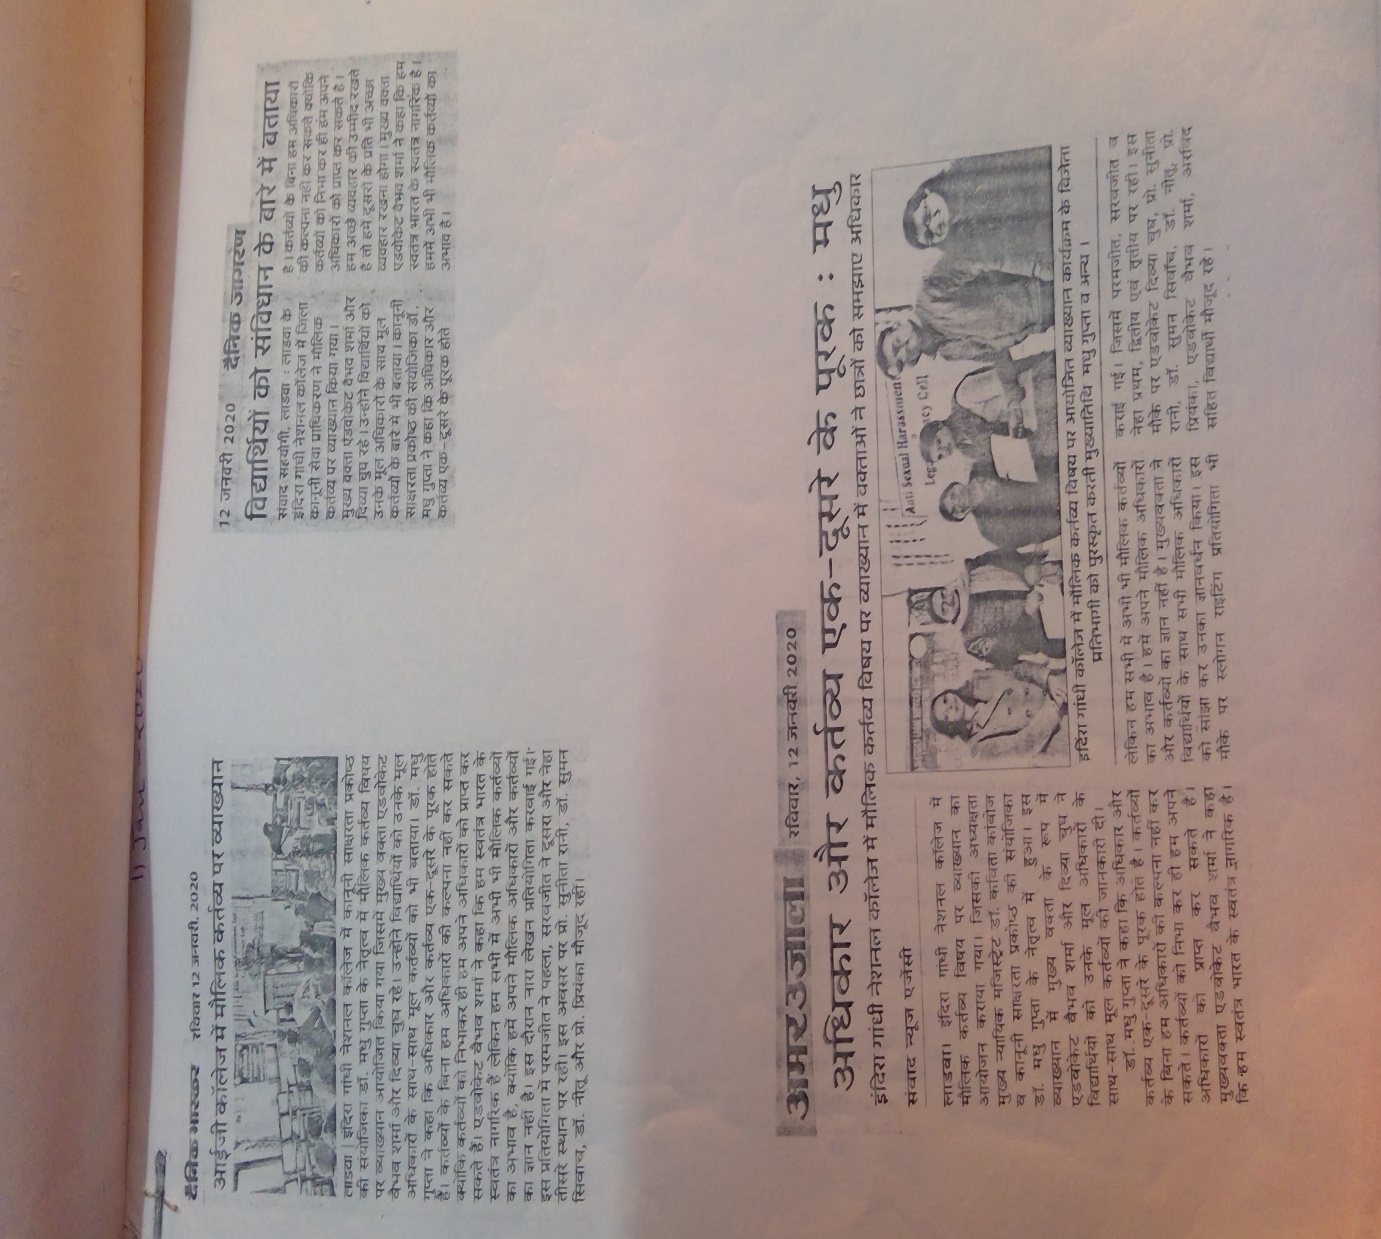 11 Jan - 2020
दैनिक भास्कर रविवार 12 जनवरी, 2020
आईजी कॉलेज में मौलिक कर्तव्य पर व्याख्यान
लाडवा | इंदिरा गांधी नेशनल कालेज में कानूनी साक्षरता प्रकोष्ठ
की संयोजिका डॉ. मधु गुप्ता के नेतृत्व में मौलिक कर्तव्य विषय
पर व्याख्यान आयोजित किया गया जिसमें मुख्य वक्ता एडवोकेट
वैभव शर्मा और दिव्या चुघ रहे। उन्होंने विद्यार्थियों को उनके मूल
अधिकारों के साथ-साथ मूल कर्तव्यों को भी बताया। डॉ. मधु
गुप्ता ने कहा कि अधिकार और कर्तव्य एक-दूसरे के पूरक होते
हैं। कर्तव्यों के बिना हम अधिकारों की कल्पना नहीं कर सकते
क्योंकि कर्तव्यों को निभाकर ही हम अपने अधिकारों को प्राप्त कर
सकते हैं। एडवोकेट वैभव शर्मा ने कहा कि हम स्वतंत्र भारत के
स्वतंत्र नागरिक हैं लेकिन हम सभी में अभी भी मौलिक कर्तव्यों
का अभाव है, क्योंकि हमें अपने मौलिक अधिकारों और कर्तव्यों
का ज्ञान नहीं है। इस दौरान नारा लेखन प्रतियोगिता करवाई गई।
इस प्रतियोगिता में परमजीत ने पहला, सरवजीत ने दूसरा और नेहा
तीसरे स्थान पर रही। इस अवसर पर प्रो. सुनीता रानी, डॉ. सुमन
सिवाच, डॉ. नीतू और प्रो. प्रियंका मौजूद रही।
12 जनवरी 2020 दैनिक जागरण
विद्यार्थियों को संविधान के बारे में बताया
संवाद सहयोगी, लाडवा : लाडवा के
इंदिरा गांधी नेशनल कॉलेज में जिला
कानूनी सेवा प्राधिकरण ने मौलिक
कर्तव्य पर व्याख्यान किया गया।
मुख्य वक्ता एडवोकेट वैभव शर्मा और
दिव्या चुघ रहे। उन्होंने विद्यार्थियों को
उनके मूल अधिकारों के साथ मूल
कर्तव्यों के बारे में भी बताया। कानूनी
साक्षरता प्रकोष्ठ की संयोजिका डॉ.
मधु गुप्ता ने कहा कि अधिकार और
कर्तव्य एक-दूसरे के पूरक होते
हैं। कर्तव्यों के बिना हम अधिकारों
की कल्पना नहीं कर सकते क्योंकि
कर्तव्यों को निभा कर ही हम अपने
अधिकारों को प्राप्त कर सकते हैं।
हम अच्छे व्यवहार की उम्मीद रखते
हैं तो हमें दूसरों के प्रति भी अच्छा
व्यवहार रखना होगा। मुख्य वक्ता
एडवोकेट वैभव शर्मा ने कहा कि हम
स्वतंत्र भारत के स्वतंत्र नागरिक हैं।
हममें अभी भी मौलिक कर्तव्यों का
अभाव है।
अमर उजाला रविवार, 12 जनवरी 2020
अधिकार और कर्तव्य एक-दूसरे के पूरक : मधु
इंदिरा गांधी नेशनल कॉलेज में मौलिक कर्तव्य विषय पर व्याख्यान में वक्ताओं ने छात्रों को समझाए अधिकार
संवाद न्यूज एजेंसी
लाडवा। इंदिरा गांधी नेशनल कॉलेज में
मौलिक कर्तव्य विषय पर व्याख्यान का
आयोजन कराया गया। जिसकी अध्यक्षता
मुख्य न्यायिक मजिस्ट्रेट डॉ. कविता कांबोज
व कानूनी साक्षरता प्रकोष्ठ की संयोजिका
डॉ. मधु गुप्ता के नेतृत्व में हुआ। इस
व्याख्यान में मुख्य वक्ता के रूप में
एडवोकेट वैभव शर्मा और दिव्या चुघ ने
विद्यार्थियों को उनके मूल अधिकारों के
साथ-साथ मूल कर्तव्यों की जानकारी दी।
डॉ. मधु गुप्ता ने कहा कि अधिकार और
कर्तव्य एक-दूसरे के पूरक होते हैं। कर्तव्यों
के बिना हम अधिकारों की कल्पना नहीं कर
सकते। कर्तव्यों को निभा कर ही हम अपने
अधिकारों को प्राप्त कर सकते हैं।
मुख्यवक्ता एडवोकेट वैभव शर्मा ने कहा
कि हम स्वतंत्र भारत के स्वतंत्र नागरिक हैं।
Anti Sexual Harassment
Legal Cell
इंदिरा गांधी कॉलेज में मौलिक कर्तव्य विषय पर आयोजित व्याख्यान कार्यक्रम के विजेता
प्रतिभागी को पुरस्कृत करती मुख्यातिथि मधु गुप्ता व अन्य।
लेकिन हम सभी में अभी भी मौलिक कर्तव्यों
का अभाव है। हमें अपने मौलिक अधिकारों
और कर्तव्यों का ज्ञान नहीं है। मुख्यवक्ता ने
विद्यार्थियों के साथ सभी मौलिक अधिकारों
को सांझा कर उनका ज्ञानवर्धन किया। इस
मौके पर स्लोगन राइटिंग प्रतियोगिता भी
कराई गई। जिसमें परमजीत, सरवजीत व
नेहा प्रथम, द्वितीय एवं तृतीय पर रही। इस
मौके पर एडवोकेट दिव्या चुघ, प्रो. सुनीता
रानी, डॉ. सुमन सिवाच, डॉ. नीतू, प्रो.
प्रियंका, एडवोकेट वैभव शर्मा, अरविंद
सहित विद्यार्थी मौजूद रहे।